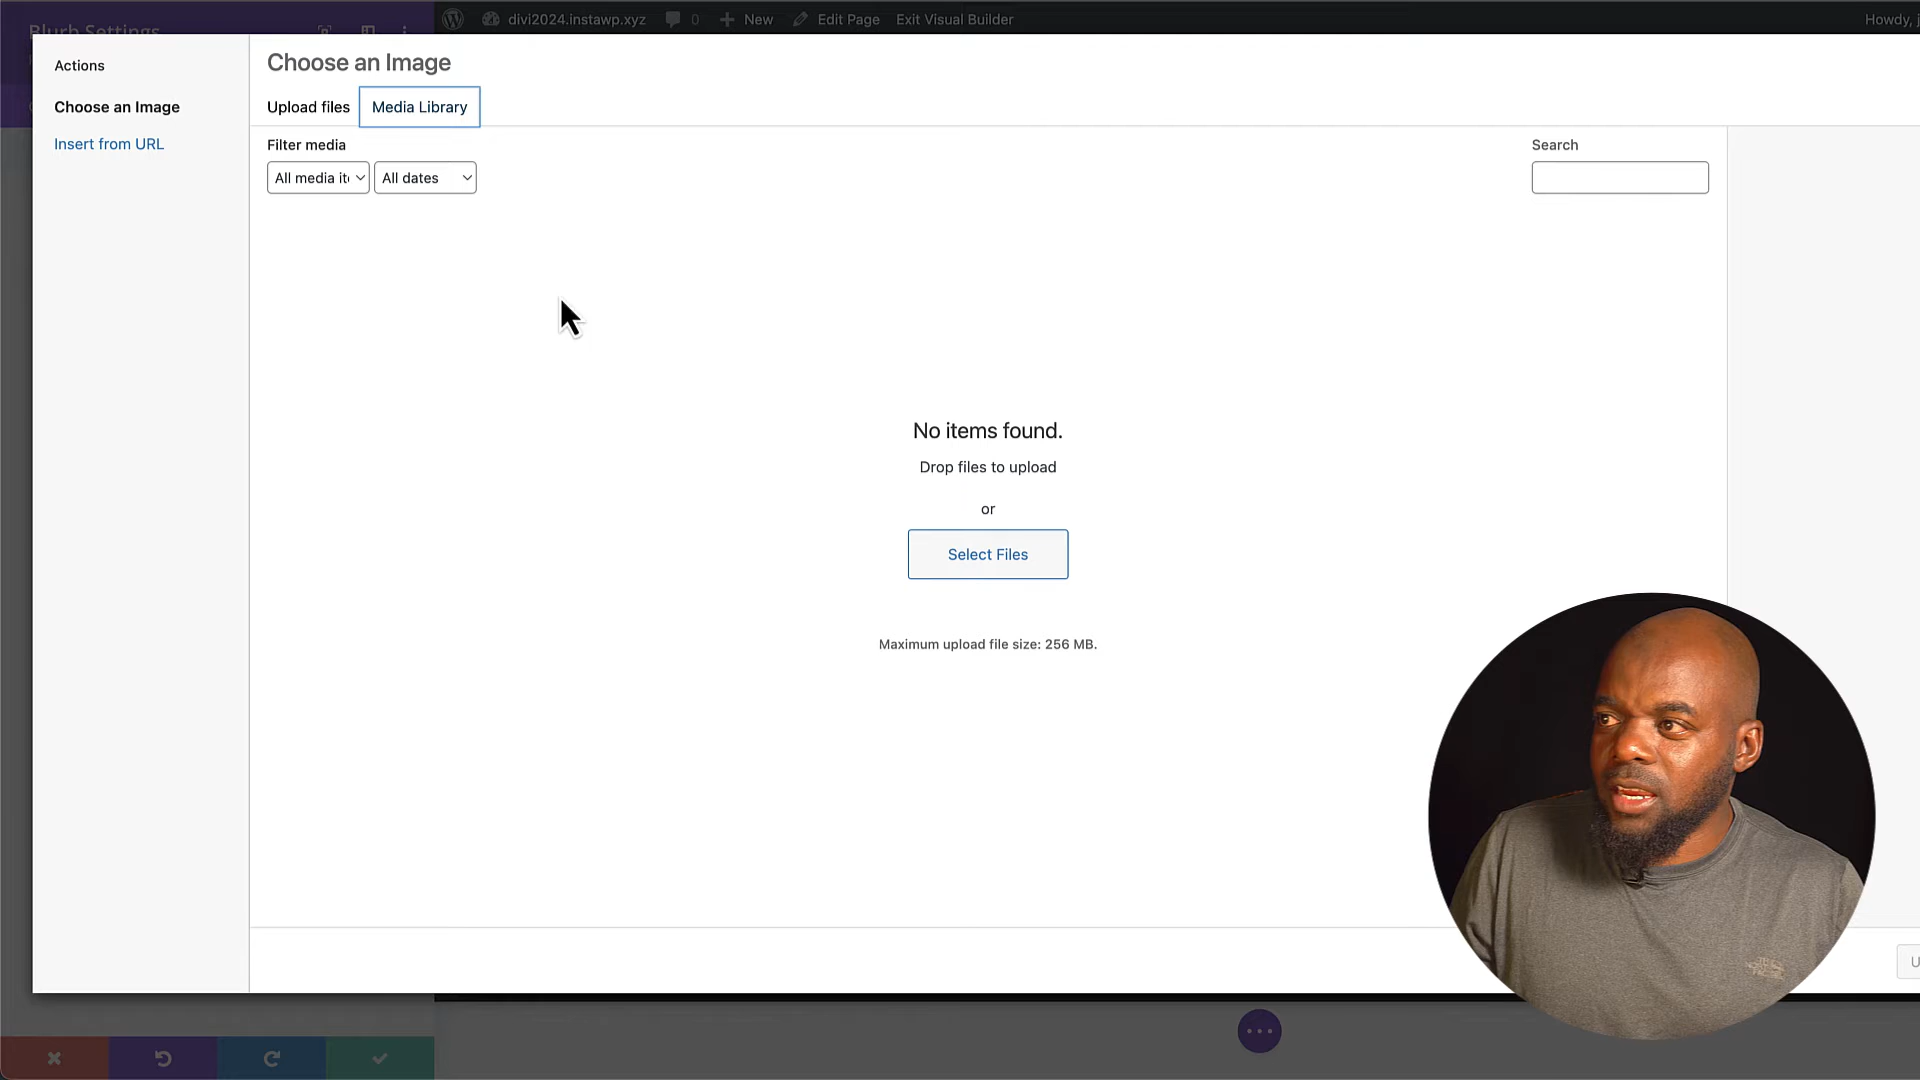 Blurb Settings
divi2024.instawp.xyz 0 New Edit Page Exit Visual Builder
Howdy, j
Actions
Choose an Image
Insert from URL
Choose an Image
Upload files Media Library
Filter media
All media it All dates
Search
No items found.
Drop files to upload
or
Select Files
Maximum upload file size: 256 MB.
U